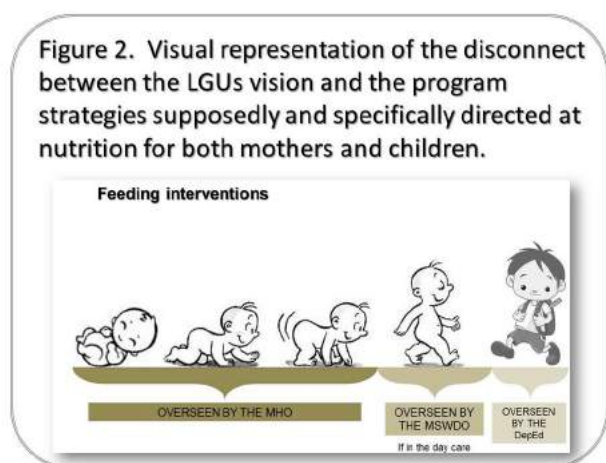 Figure 2. Visual representation of the disconnect
between the LGUs vision and the program
strategies supposedly and specifically directed at
nutrition for both mothers and children.
Feeding interventions
OVERSEEN BY THE MHO
OVERSEEN BY
THE MSWDO
If in the day care
OVERSEEN
BY THE
DepEd